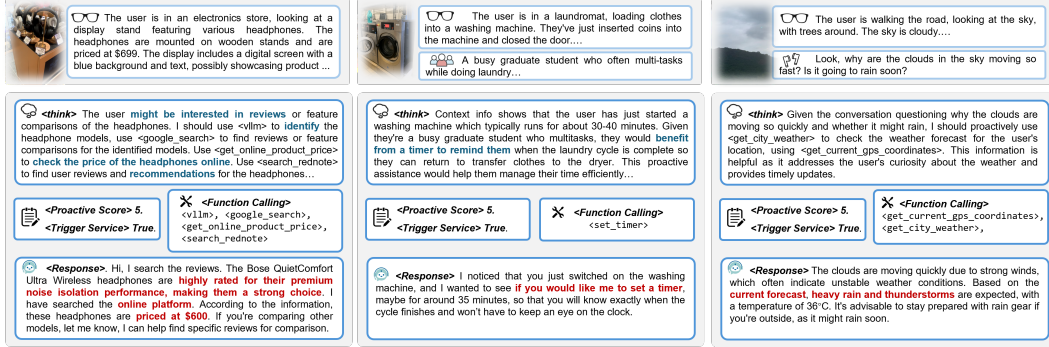 The user is in an electronics store, looking at a
display stand featuring various headphones. The
headphones are mounted on wooden stands and are
priced at $699. The display includes a digital screen with a
blue background and text, possibly showcasing product ...
<think> The user might be interested in reviews or feature
comparisons of the headphones. I should use <vllm> to identify the
headphone models, use <google_search> to find reviews or feature
comparisons for the identified models. Use <get_online_product_price>
to check the price of the headphones online. Use <search_rednote>
to find user reviews and recommendations for the headphones…
<Proactive Score> 5.
<Trigger Service> True.
<Function Calling>
<vllm>, <google_search>,
<get_online_product_price>,
<search_rednote>
<Response>. Hi, I search the reviews. The Bose QuietComfort
Ultra Wireless headphones are highly rated for their premium
noise isolation performance, making them a strong choice. I
have searched the online platform. According to the information,
these headphones are priced at $600. If you're comparing other
models, let me know, I can help find specific reviews for comparison.
The user is in a laundromat, loading clothes
into a washing machine. They've just inserted coins into
the machine and closed the door.…
A busy graduate student who often multi-tasks
while doing laundry…
<think> Context info shows that the user has just started a
washing machine which typically runs for about 30-40 minutes. Given
they're a busy graduate student who multitasks, they would benefit
from a timer to remind them when the laundry cycle is complete so
they can return to transfer clothes to the dryer. This proactive
assistance would help them manage their time efficiently…
<Proactive Score> 5.
<Trigger Service> True.
<Function Calling>
<set_timer>
<Response> I noticed that you just switched on the washing
machine, and I wanted to see if you would like me to set a timer,
maybe for around 35 minutes, so that you will know exactly when the
cycle finishes and won't have to keep an eye on the clock.
The user is walking the road, looking at the sky,
with trees around. The sky is cloudy.…
Look, why are the clouds in the sky moving so
fast? Is it going to rain soon?
<think> Given the conversation questioning why the clouds are
moving so quickly and whether it might rain, I should proactively use
<get_city_weather> to check the weather forecast for the user's
location, using <get_current_gps_coordinates>. This information is
helpful as it addresses the user's curiosity about the weather and
provides timely updates.
<Proactive Score> 5.
<Trigger Service> True.
<Function Calling>
<get_current_gps_coordinates>,
<get_city_weather>,
<Response> The clouds are moving quickly due to strong winds,
which often indicate unstable weather conditions. Based on the
current forecast, heavy rain and thunderstorms are expected, with
a temperature of 36°C. It's advisable to stay prepared with rain gear if
you're outside, as it might rain soon.